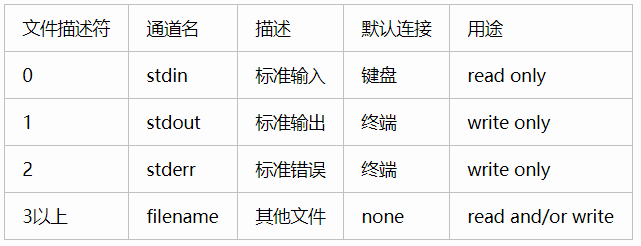 文件描述符 通道名 描述 默认连接 用途
0 stdin 标准输入 键盘 read only
1 stdout 标准输出 终端 write only
2 stderr 标准错误 终端 write only
3以上 filename 其他文件 none read and/or write